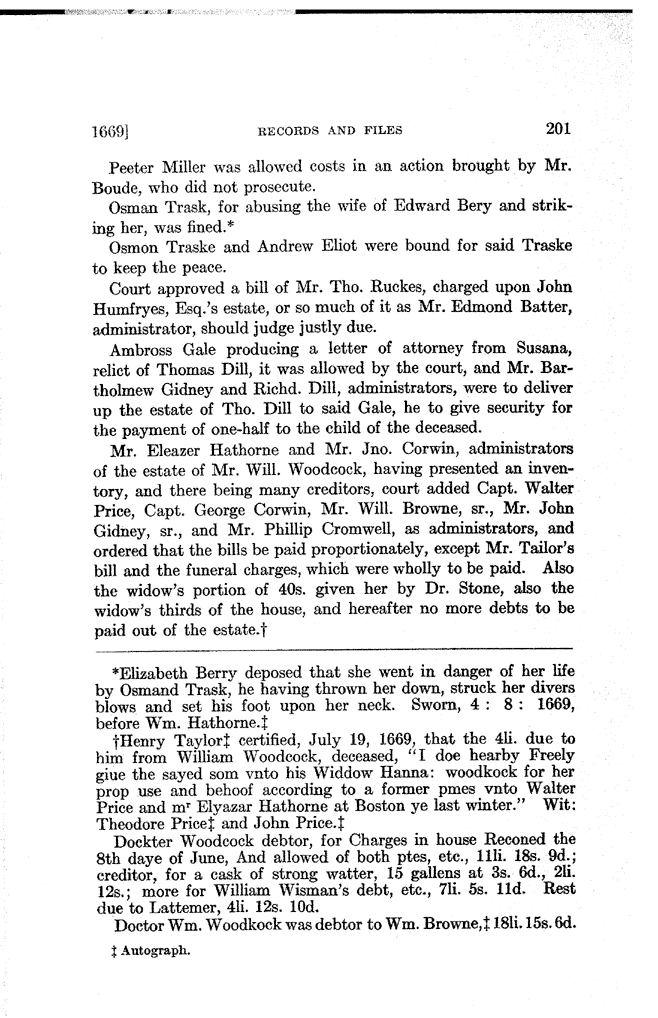 1669]
RECORDS AND FILES
201
Peeter Miller was allowed costs in an action brought by Mr.
Boude, who did not prosecute.
Osman Trask, for abusing the wife of Edward Bery and strik-
ing her, was fined.*
Osmon Traske and Andrew Eliot were bound for said Traske
to keep the peace.
Court approved a bill of Mr. Tho. Ruckes, charged upon John
Humfryes, Esq.'s estate, or so much of it as Mr. Edmond Batter,
administrator, should judge justly due.
Ambross Gale producing a letter of attorney from Susana,
relict of Thomas Dill, it was allowed by the court, and Mr. Bar-
tholmew Gidney and Richd. Dill, administrators, were to deliver
up the estate of Tho. Dill to said Gale, he to give security for
the payment of one-half to the child of the deceased.
Mr. Eleazer Hathorne and Mr. Jno. Corwin, administrators
of the estate of Mr. Will. Woodcock, having presented an inven-
tory, and there being many creditors, court added Capt. Walter
Price, Capt. George Corwin, Mr. Will. Browne, sr., Mr. John
Gidney, sr., and Mr. Phillip Cromwell, as administrators, and
ordered that the bills be paid proportionately, except Mr. Tailor's
bill and the funeral charges, which were wholly to be paid. Also
the widow's portion of 40s. given her by Dr. Stone, also the
widow's thirds of the house, and hereafter no more debts to be
paid out of the estate.†
*Elizabeth Berry deposed that she went in danger of her life
by Osmand Trask, he having thrown her down, struck her divers
blows and set his foot upon her neck. Sworn, 4 : 8 : 1669,
before Wm. Hathorne.‡
†Henry Taylor‡ certified, July 19, 1669, that the 4li. due to
him from William Woodcock, deceased, "I doe hearby Freely
giue the sayed som vnto his Widdow Hanna: woodkock for her
prop use and behoof according to a former pmes vnto Walter
Price and mʳ Elyazar Hathorne at Boston ye last winter." Wit:
Theodore Price‡ and John Price.‡
Dockter Woodcock debtor, for Charges in house Reconed the
8th daye of June, And allowed of both ptes, etc., 11li. 18s. 9d.;
creditor, for a cask of strong watter, 15 gallens at 3s. 6d., 2li.
12s.; more for William Wisman's debt, etc., 7li. 5s. 11d. Rest
due to Lattemer, 4li. 12s. 10d.
Doctor Wm. Woodkock was debtor to Wm. Browne,‡ 18li. 15s. 6d.
‡ Autograph.